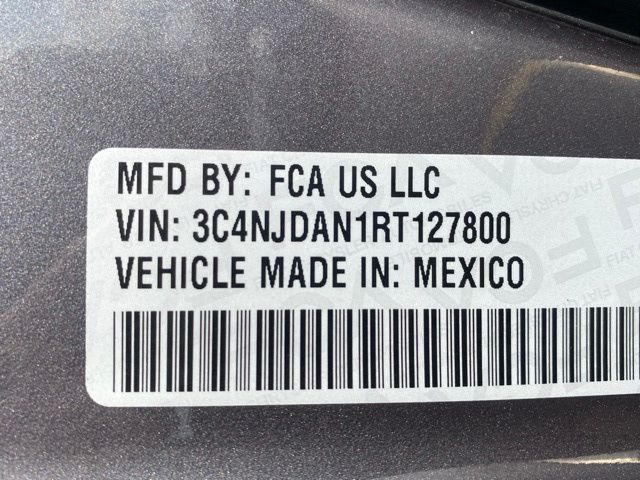 MFD BY: FCA US LLC
VIN: 3C4NJDAN1RT127800
VEHICLE MADE IN: MEXICO